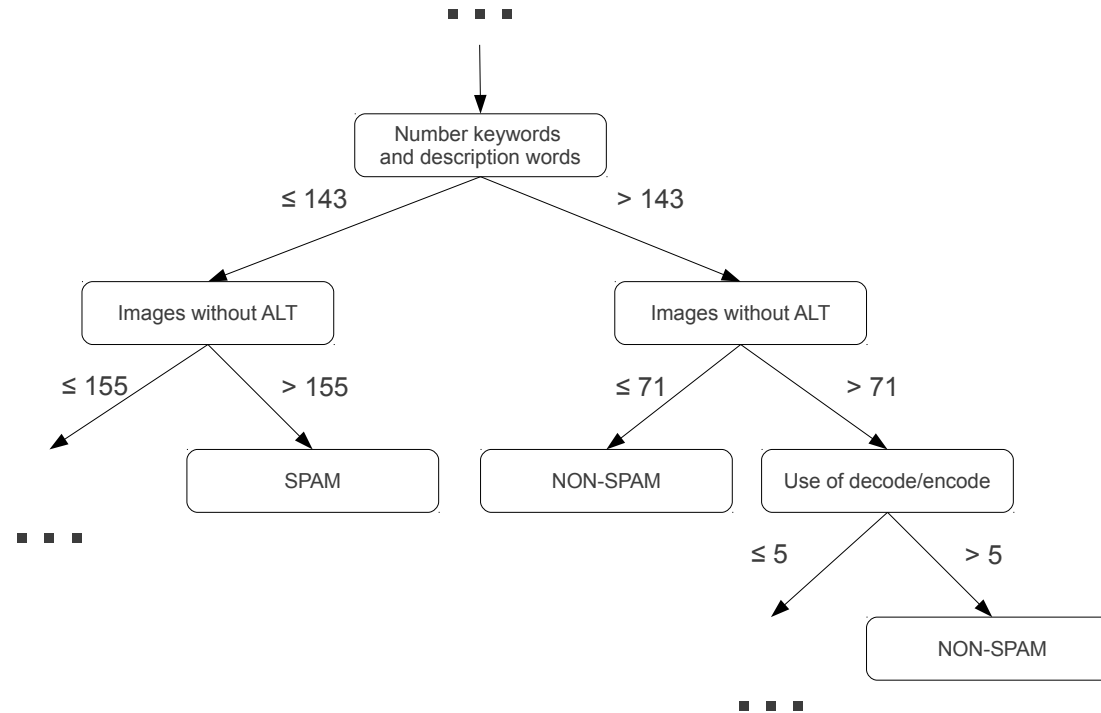 Number keywords
and description words
≤ 143
> 143
Images without ALT
Images without ALT
≤ 155
> 155
≤ 71
> 71
SPAM
NON-SPAM
Use of decode/encode
≤ 5
> 5
NON-SPAM